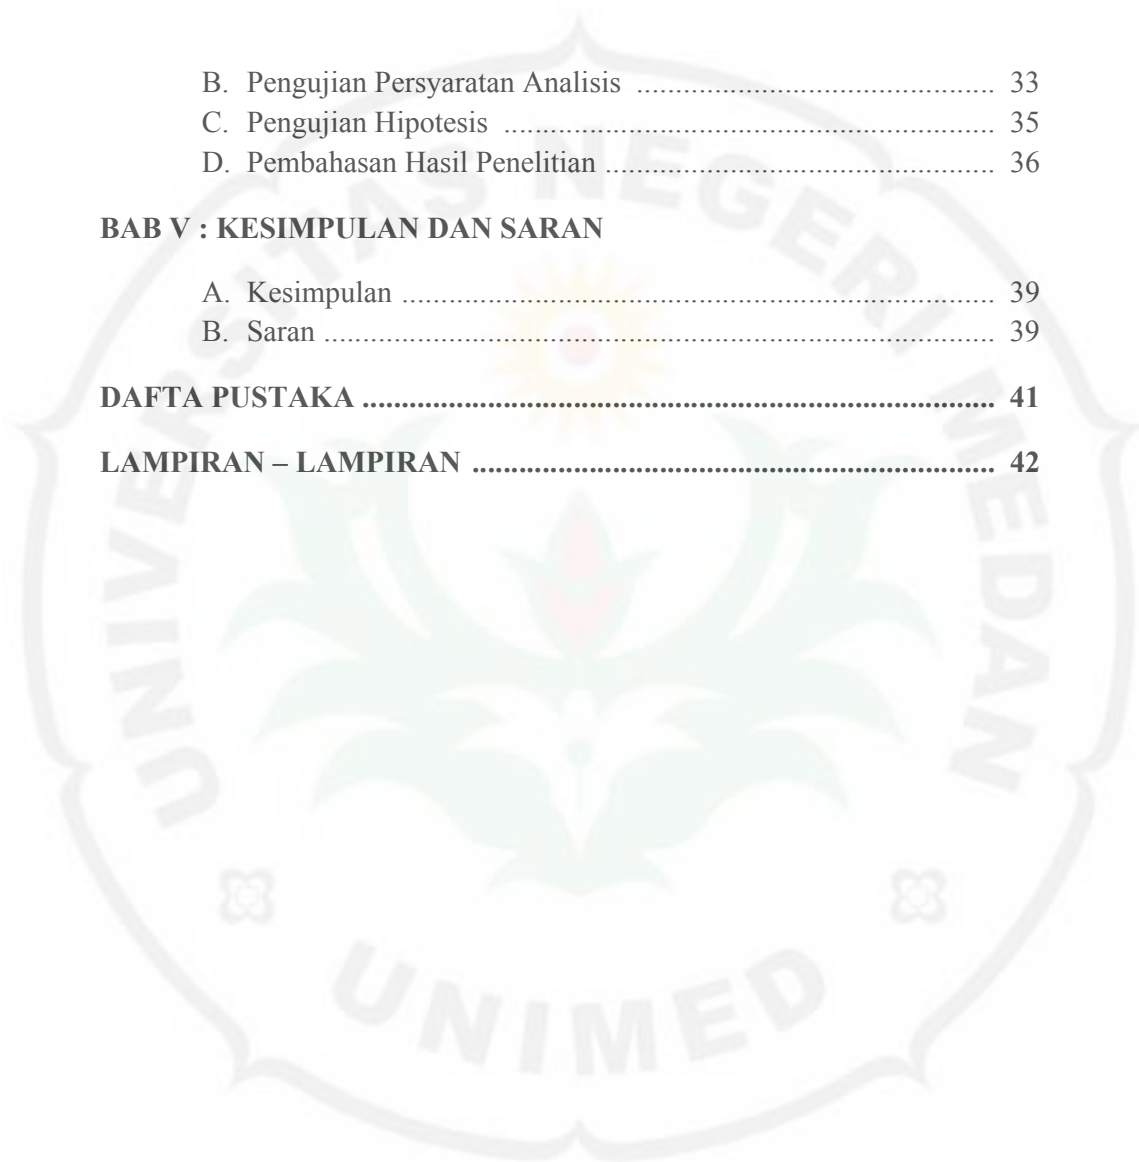 B. Pengujian Persyaratan Analisis .............................................. 33
C. Pengujian Hipotesis ............................................................... 35
D. Pembahasan Hasil Penelitian .................................................. 36
BAB V : KESIMPULAN DAN SARAN
A. Kesimpulan ............................................................................ 39
B. Saran ...................................................................................... 39
DAFTA PUSTAKA ................................................................................. 41
LAMPIRAN – LAMPIRAN ................................................................... 42
UNIVERSITAS NEGERI MEDAN
UNIMED